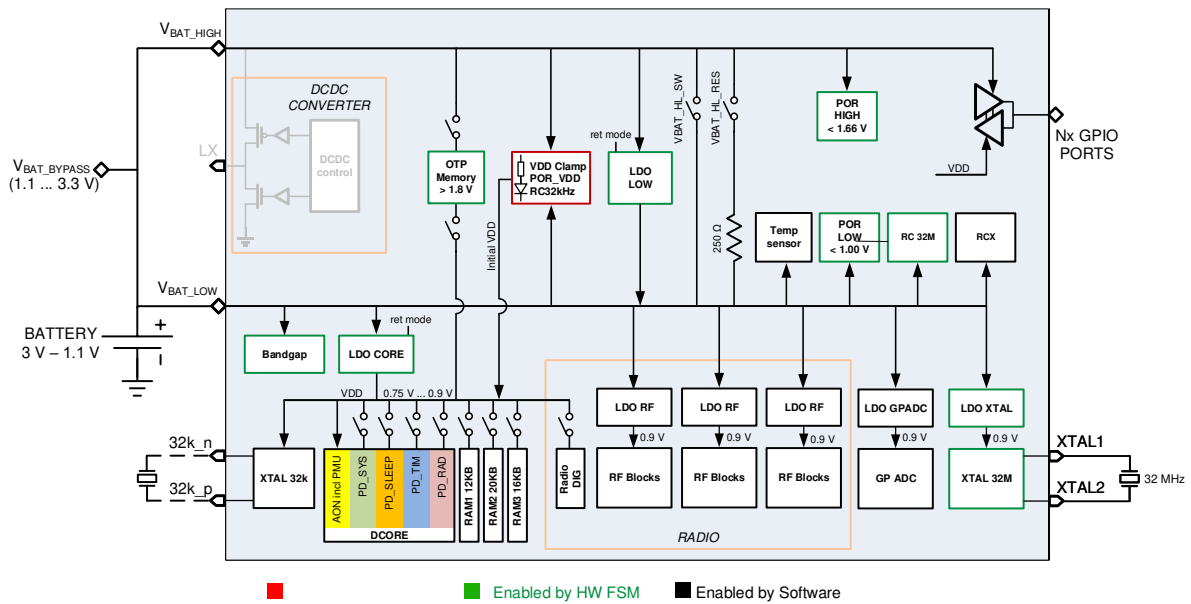 VBAT_HIGH
DCDC
CONVERTER
LX
DCDC
control
VBAT_BYPASS
(1.1 ... 3.3 V)
OTP
Memory
> 1.8 V
VDD Clamp
POR_VDD
RC32kHz
ret mode
LDO
LOW
VBAT_HL_SW
VBAT_HL_RES
POR
HIGH
< 1.66 V
Nx GPIO
PORTS
VDD
Initial VDD
250 Ω
Temp
sensor
POR
LOW
< 1.00 V
RC 32M
RCX
VBAT_LOW
BATTERY
3 V – 1.1 V
+
Bandgap
ret mode
LDO CORE
VDD
0.75 V ... 0.9 V
LDO RF
LDO RF
LDO RF
LDO GPADC
LDO XTAL
0.9 V
0.9 V
0.9 V
0.9 V
0.9 V
32k_n
32k_p
XTAL 32k
AON incl PMU
PD_SYS
PD_SLEEP
PD_TIM
PD_RAD
DCORE
RAM1 12KB
RAM2 20KB
RAM3 16KB
Radio
DIG
RF Blocks
RF Blocks
RF Blocks
RADIO
GP ADC
XTAL 32M
XTAL1
XTAL2
32 MHz
Enabled by HW FSM
Enabled by Software